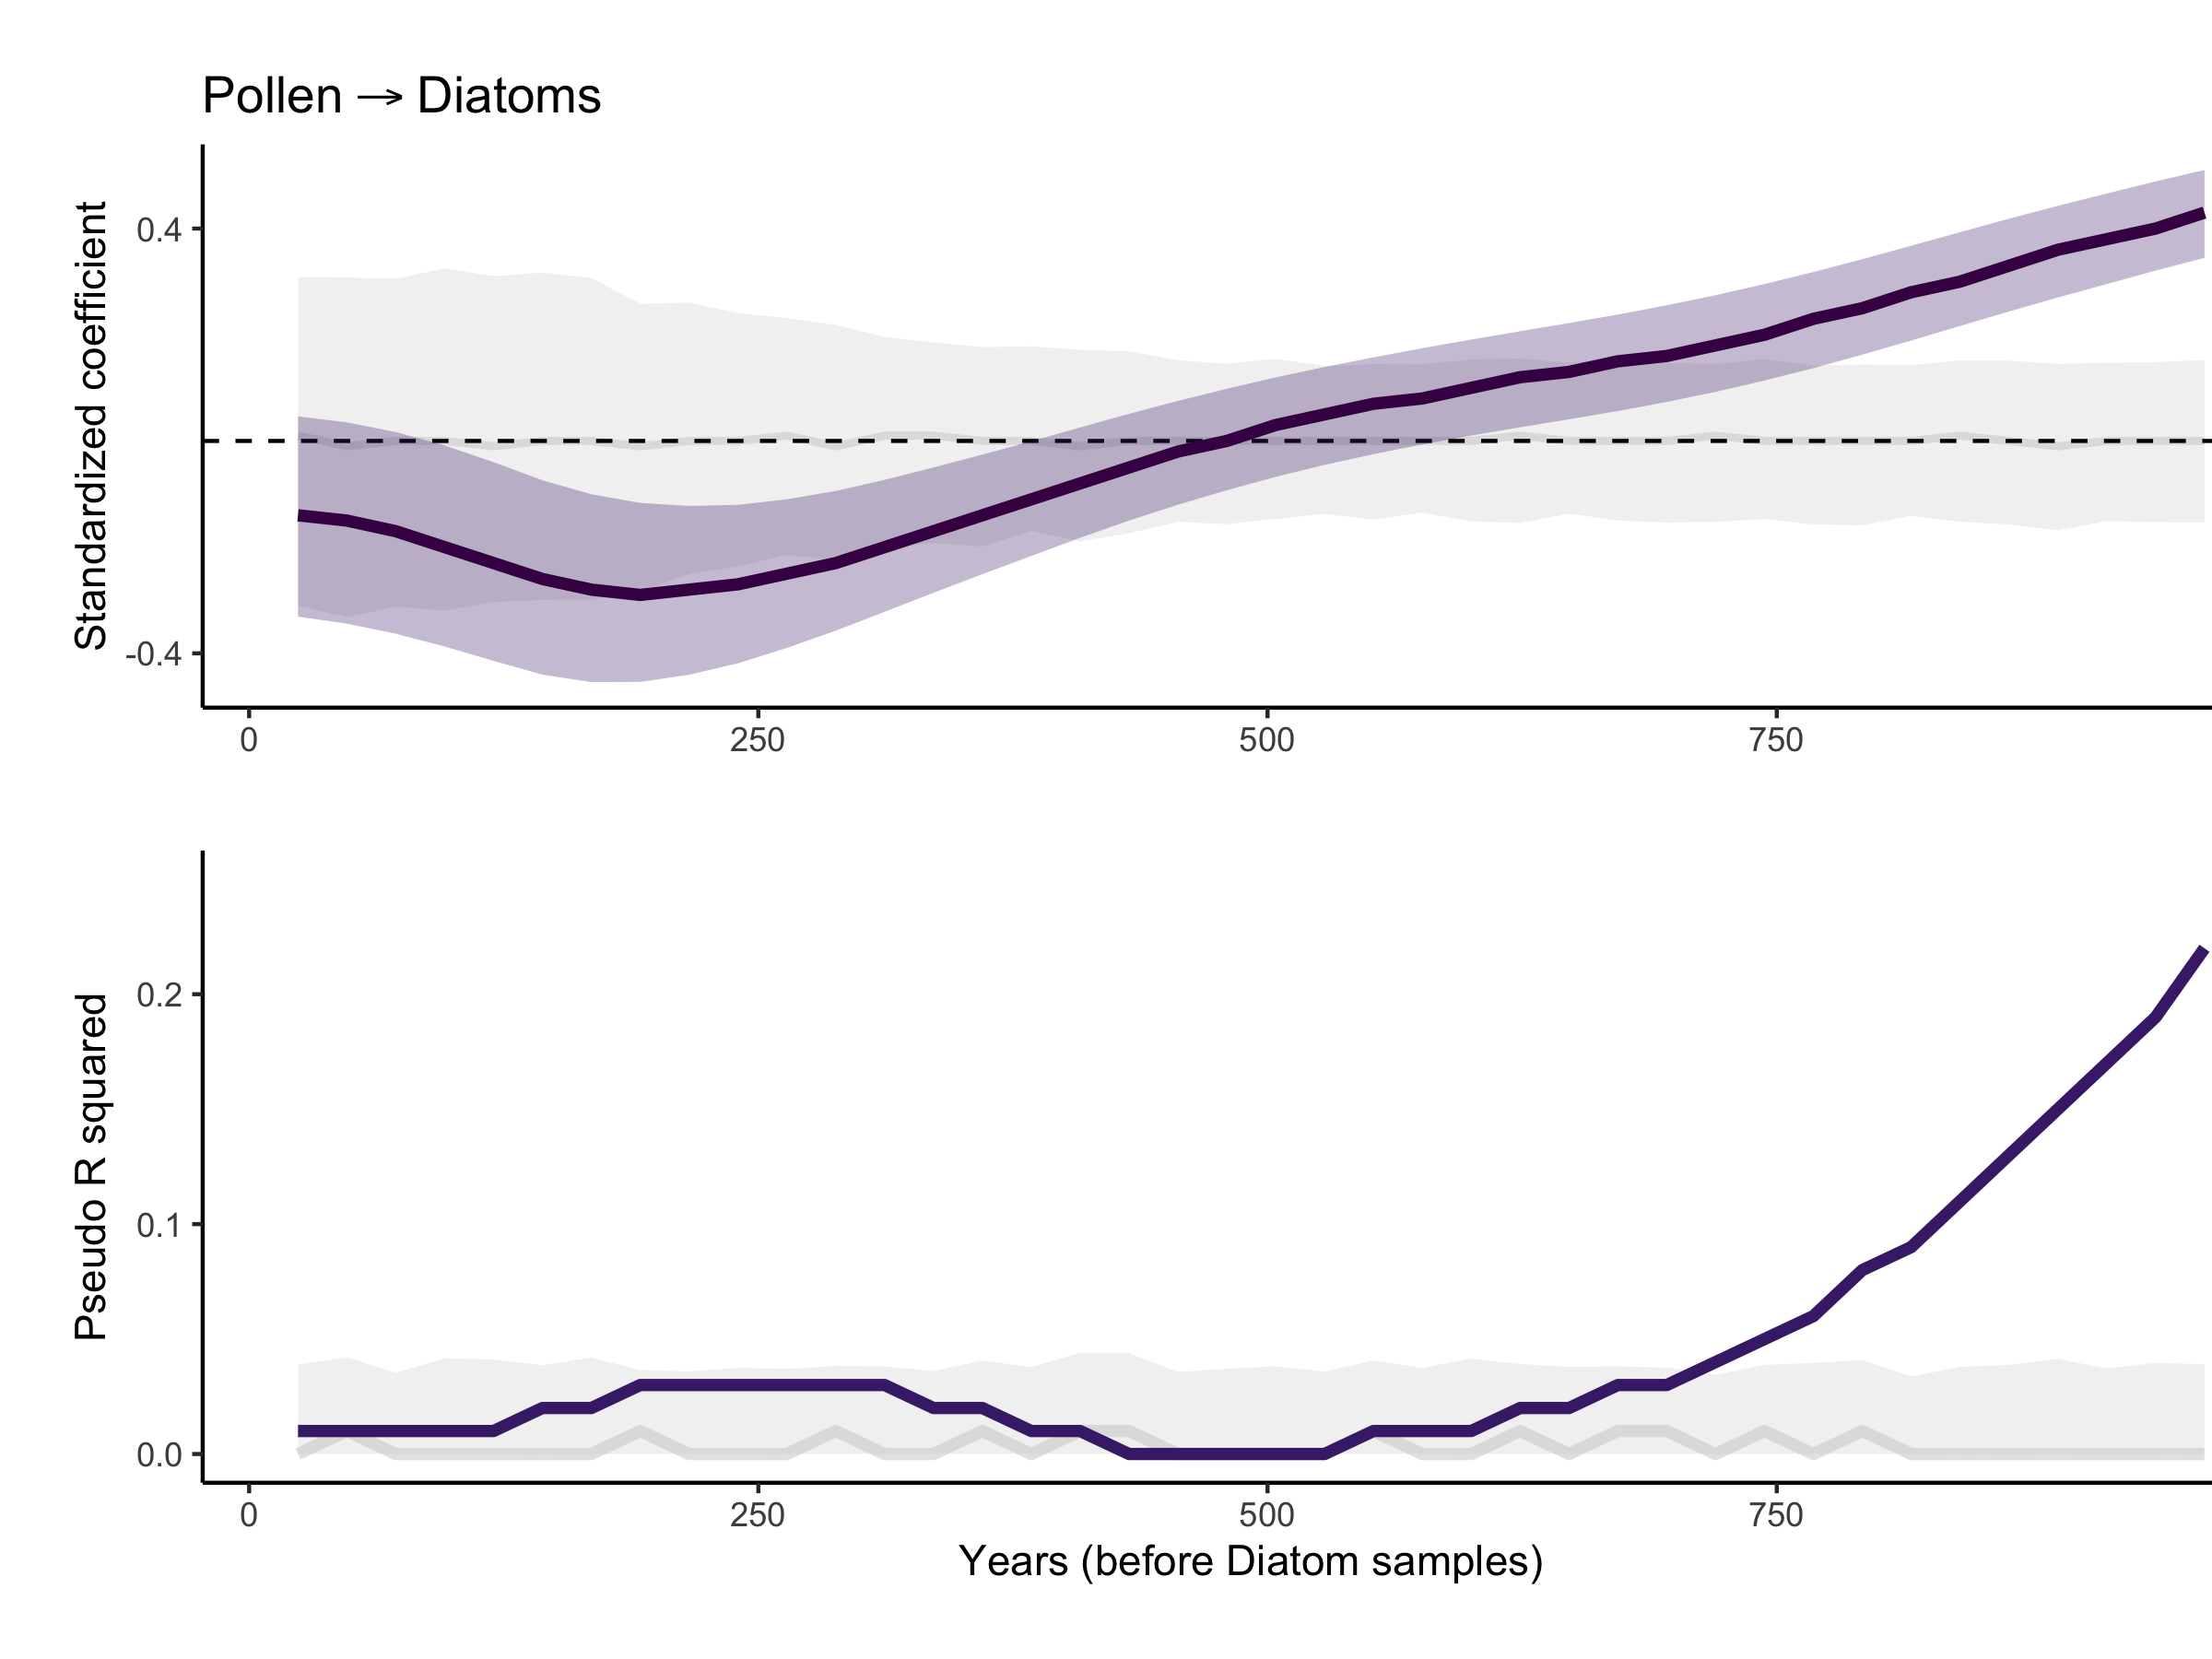 Pollen → Diatoms
Standardized coefficient
0.4
-0.4
0 250 500 750
Pseudo R squared
0.2
0.1
0.0
0 250 500 750
Years (before Diatom samples)